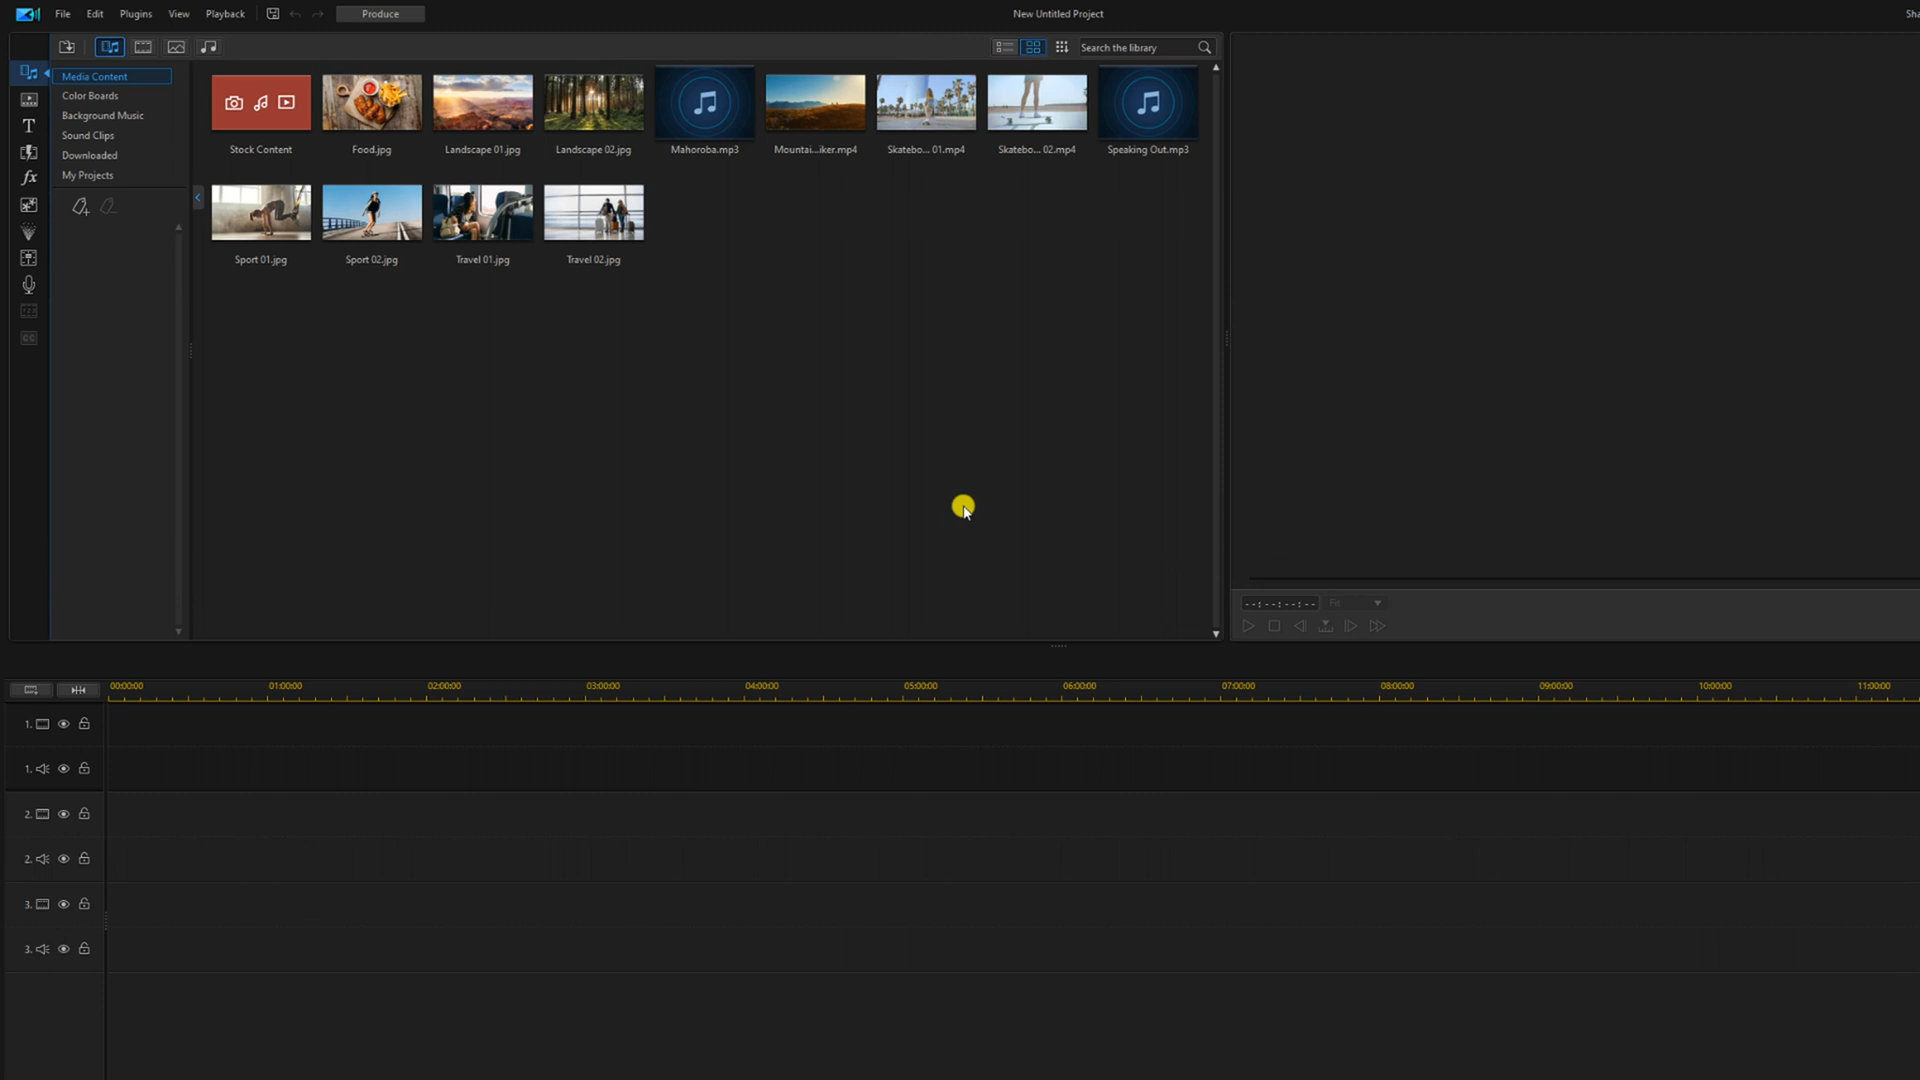 File Edit Plugins View Playback Produce New Untitled Project
Search the library
Media Content
Color Boards
Background Music
Sound Clips
Downloaded
My Projects
Stock Content Food.jpg Landscape 01.jpg Landscape 02.jpg Mahoroba.mp3 Mountai...iker.mp4 Skatebo... 01.mp4 Skatebo... 02.mp4 Speaking Out.mp3
Sport 01.jpg Sport 02.jpg Travel 01.jpg Travel 02.jpg
T
fx
CC
--:--:--:-- Fit
00:00:00 01:00:00 02:00:00 03:00:00 04:00:00 05:00:00 06:00:00 07:00:00 08:00:00 09:00:00 10:00:00 11:00:00
1.
1.
2.
2.
3.
3.